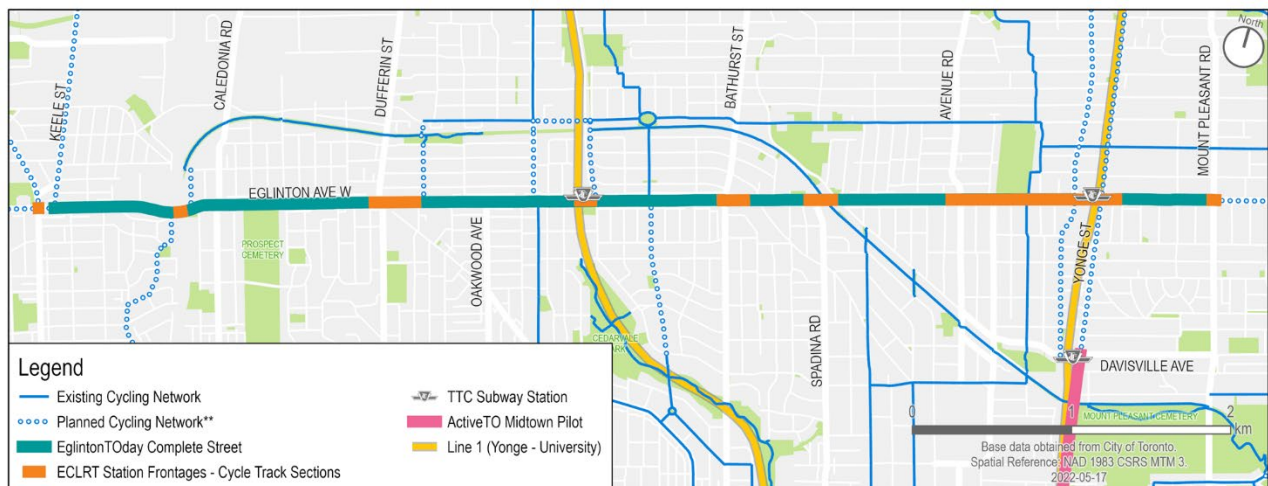 North
KEELE ST
CALEDONIA RD
DUFFERIN ST
BATHURST ST
AVENUE RD
MOUNT PLEASANT RD
EGLINTON AVE W
PROSPECT
CEMETERY
OAKWOOD AVE
YONGE ST
SPADINA RD
CEDARVALE
DAVISVILLE AVE
MOUNT PLEASANT CEMETERY
Legend
Existing Cycling Network
Planned Cycling Network**
EglintonTOday Complete Street
ECLRT Station Frontages - Cycle Track Sections
TTC Subway Station
ActiveTO Midtown Pilot
Line 1 (Yonge - University)
0 1 2
km
Base data obtained from City of Toronto.
Spatial Reference: NAD 1983 CSRS MTM 3.
2022-05-17